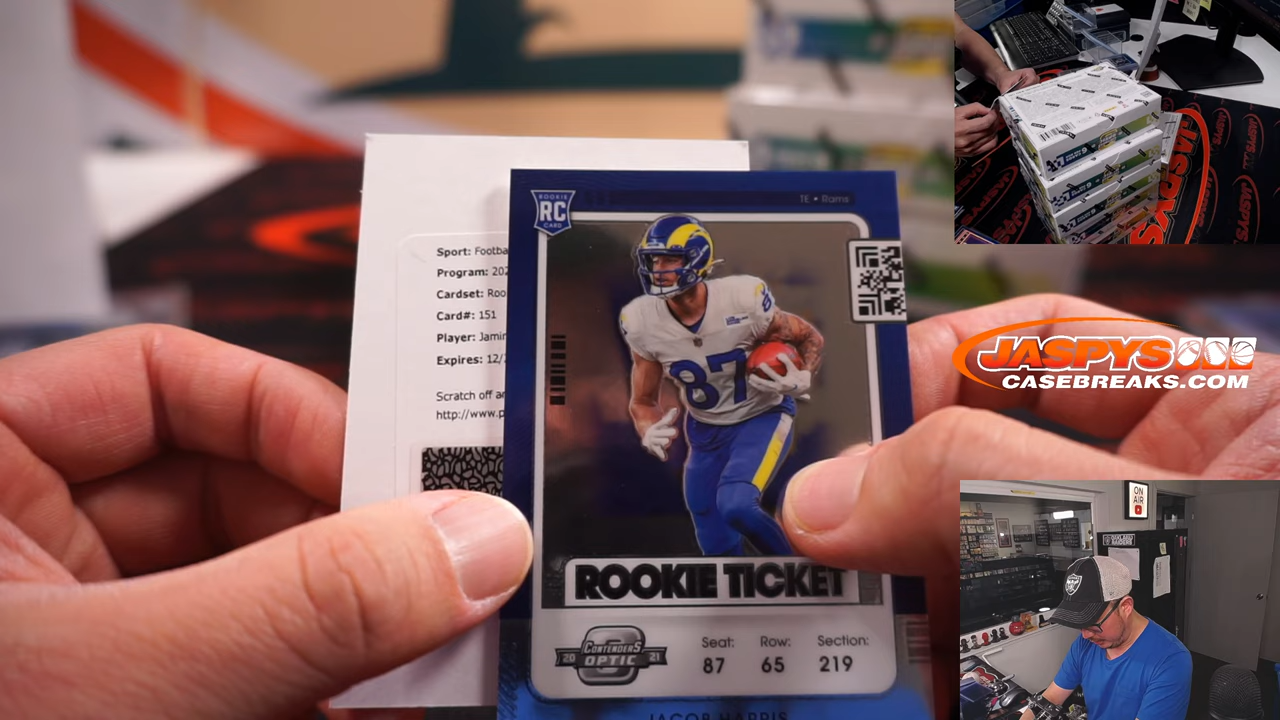 ROOKIE
RC
CARD
TE • Rams
Sport: Footba
Program: 202
Cardset: Roo
Card#: 151
Player: Jamin
Expires: 12/
Scratch off ar
http://www.p
87
ROOKIE TICKET
20 CONTENDERS 21
OPTIC
Seat: Row: Section:
87 65 219
JACOB HARRIS
JASPYS
CASEBREAKS.COM
JASPYS
ON
AIR